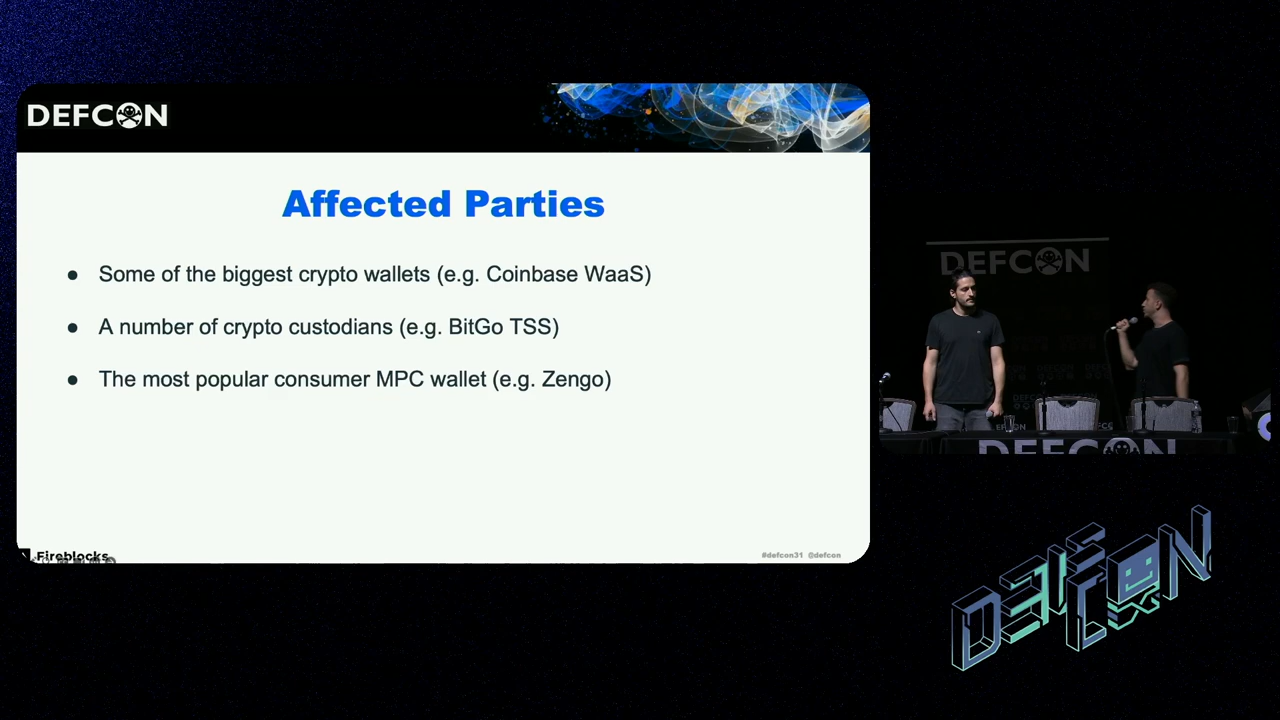 DEFCON
Affected Parties
● Some of the biggest crypto wallets (e.g. Coinbase WaaS)
● A number of crypto custodians (e.g. BitGo TSS)
● The most popular consumer MPC wallet (e.g. Zengo)
Fireblocks
#defcon31 @defcon
DEFCON
DEFCON
DEFCON